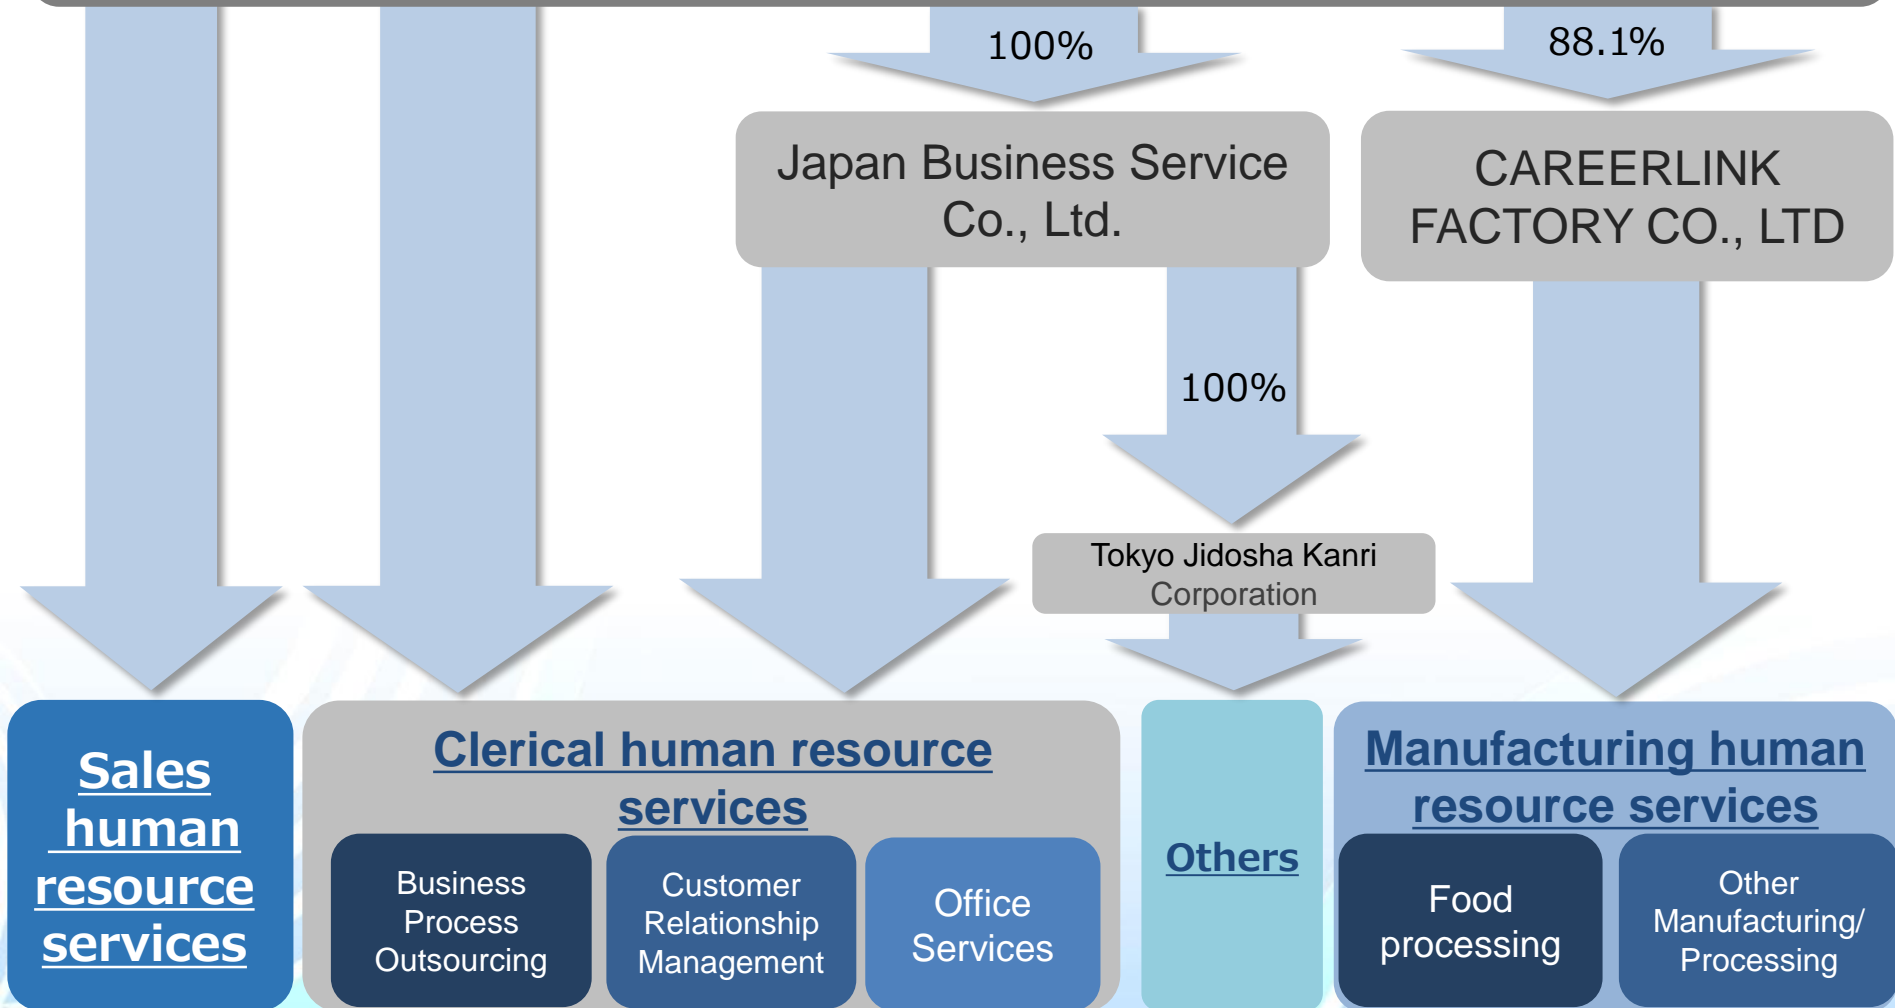 100%
88.1%
Japan Business Service
Co., Ltd.
CAREERLINK
FACTORY CO., LTD
100%
Tokyo Jidosha Kanri
Corporation
Sales
human
resource
services
Clerical human resource
services
Business
Process
Outsourcing
Customer
Relationship
Management
Office
Services
Others
Manufacturing human
resource services
Food
processing
Other
Manufacturing/
Processing